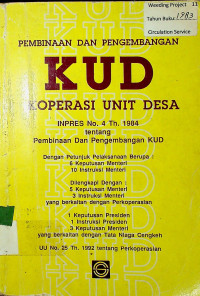 Weeding Project 11
Tahun Buku: 1983
Circulation Service
PEMBINAAN DAN PENGEMBANGAN
KUD
KOPERASI UNIT DESA
INPRES No. 4 Th. 1984
tentang
Pembinaan Dan Pengembangan KUD
Dengan Petunjuk Pelaksanaan Berupa :
6 Keputusan Menteri
10 Instruksi Menteri
Dilengkapi Dengan :
5 Keputusan Menteri
3 Instruksi Menteri
yang berkaitan dengan Perkoperasian
1 Keputusan Presiden
1 Instruksi Presiden
3 Keputusan Menteri
yang berkaitan dengan Tata Niaga Cengkeh
UU No. 25 Th. 1992 tentang Perkoperasian